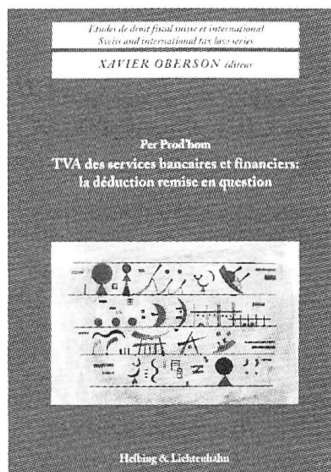 Etudes de droit fiscal suisse et international
Swiss and international tax law series
XAVIER OBERSON éditeur
Per Prod'hom
TVA des services bancaires et financiers:
la déduction remise en question
Helbing & Lichtenhahn